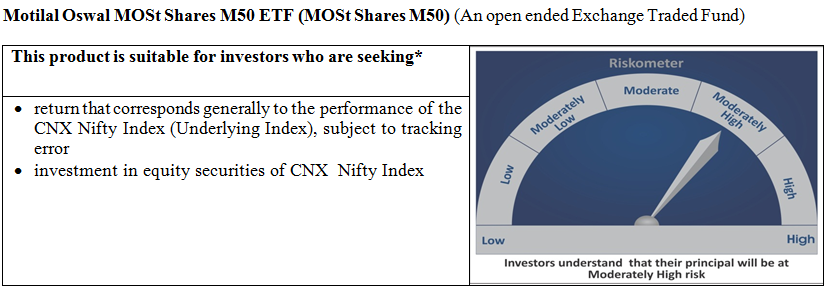 Motilal Oswal MOSt Shares M50 ETF (MOSt Shares M50) (An open ended Exchange Traded Fund)
This product is suitable for investors who are seeking*
• return that corresponds generally to the performance of the
CNX Nifty Index (Underlying Index), subject to tracking
error
• investment in equity securities of CNX Nifty Index
Riskometer
Low
Moderately
Low
Moderate
Moderately
High
High
Low
High
Investors understand that their principal will be at
Moderately High risk